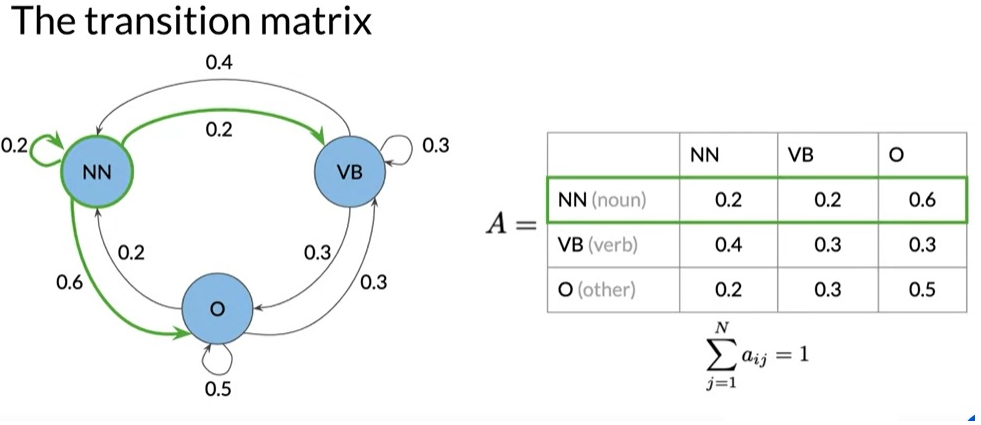 The transition matrix
0.4
0.2
0.2
0.3
NN
VB
0.2
0.3
0.6
0.3
O
0.5
A =
NN VB O
NN (noun) 0.2 0.2 0.6
VB (verb) 0.4 0.3 0.3
O (other) 0.2 0.3 0.5
N
∑ aij = 1
j=1